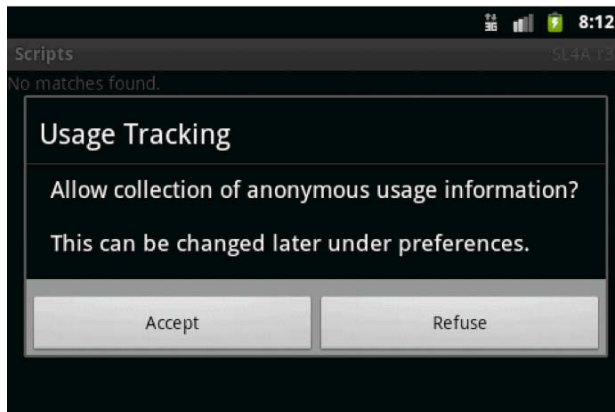 3G 8:12
Scripts SL4A r3
No matches found.
Usage Tracking
Allow collection of anonymous usage information?
This can be changed later under preferences.
Accept Refuse